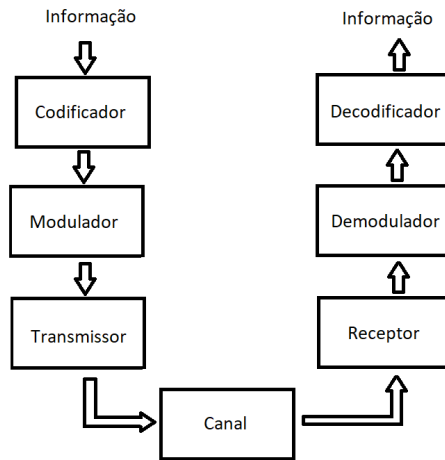 Informação
Codificador
Modulador
Transmissor
Canal
Receptor
Demodulador
Decodificador
Informação